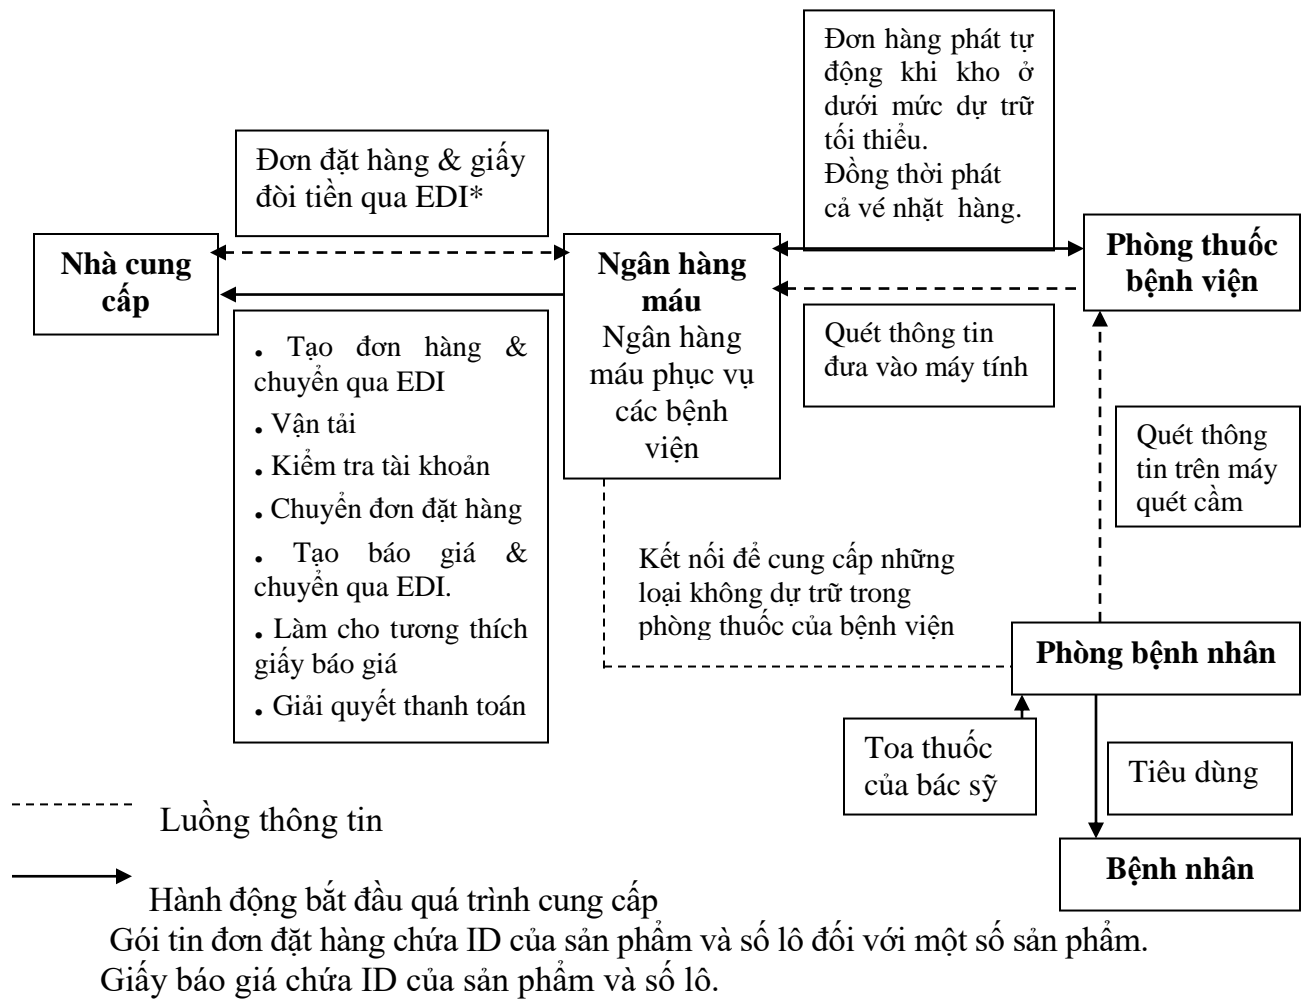 Đơn hàng phát tự
động khi kho ở
dưới mức dự trữ
tối thiểu.
Đồng thời phát
cả vé nhặt hàng.
Đơn đặt hàng & giấy
đòi tiền qua EDI*
Nhà cung
cấp
Ngân hàng
máu
Ngân hàng
máu phục vụ
các bệnh
viện
Phòng thuốc
bệnh viện
. Tạo đơn hàng &
chuyển qua EDI
. Vận tải
. Kiểm tra tài khoản
. Chuyển đơn đặt hàng
. Tạo báo giá &
chuyển qua EDI.
. Làm cho tương thích
giấy báo giá
. Giải quyết thanh toán
Quét thông tin
đưa vào máy tính
Quét thông
tin trên máy
quét cầm
Kết nối để cung cấp những
loại không dự trữ trong
phòng thuốc của bệnh viện
Phòng bệnh nhân
Toa thuốc
của bác sỹ
Tiêu dùng
Bệnh nhân
Luồng thông tin
Hành động bắt đầu quá trình cung cấp
Gói tin đơn đặt hàng chứa ID của sản phẩm và số lô đối với một số sản phẩm.
Giấy báo giá chứa ID của sản phẩm và số lô.